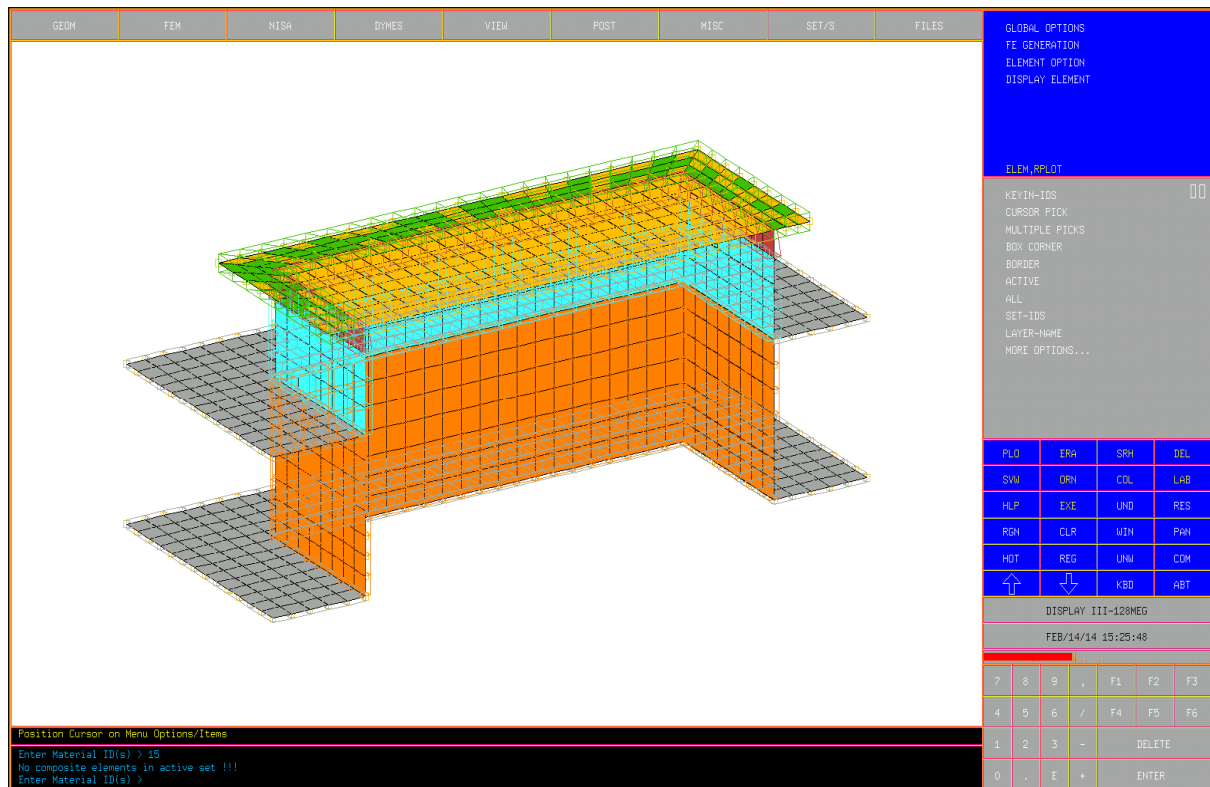 GEOM FEM NISA DYMES VIEW POST MISC SET/S FILES
GLOBAL OPTIONS
FE GENERATION
ELEMENT OPTION
DISPLAY ELEMENT
ELEM,RPLOT
KEYIN-IDS
CURSOR PICK
MULTIPLE PICKS
BOX CORNER
BORDER
ACTIVE
ALL
SET-IDS
LAYER-NAME
MORE OPTIONS...
PLO ERA SRH DEL
SVW ORN COL LAB
HLP EXE UND RES
RGN CLR WIN PAN
HOT REG UNW COM
KBD ABT
DISPLAY III-128MEG
FEB/14/14 15:25:48
7 8 9 , F1 F2 F3
4 5 6 / F4 F5 F6
1 2 3 - DELETE
0 . E + ENTER
Position Cursor on Menu Options/Items
Enter Material ID(s) > 15
No composite elements in active set !!!
Enter Material ID(s) >